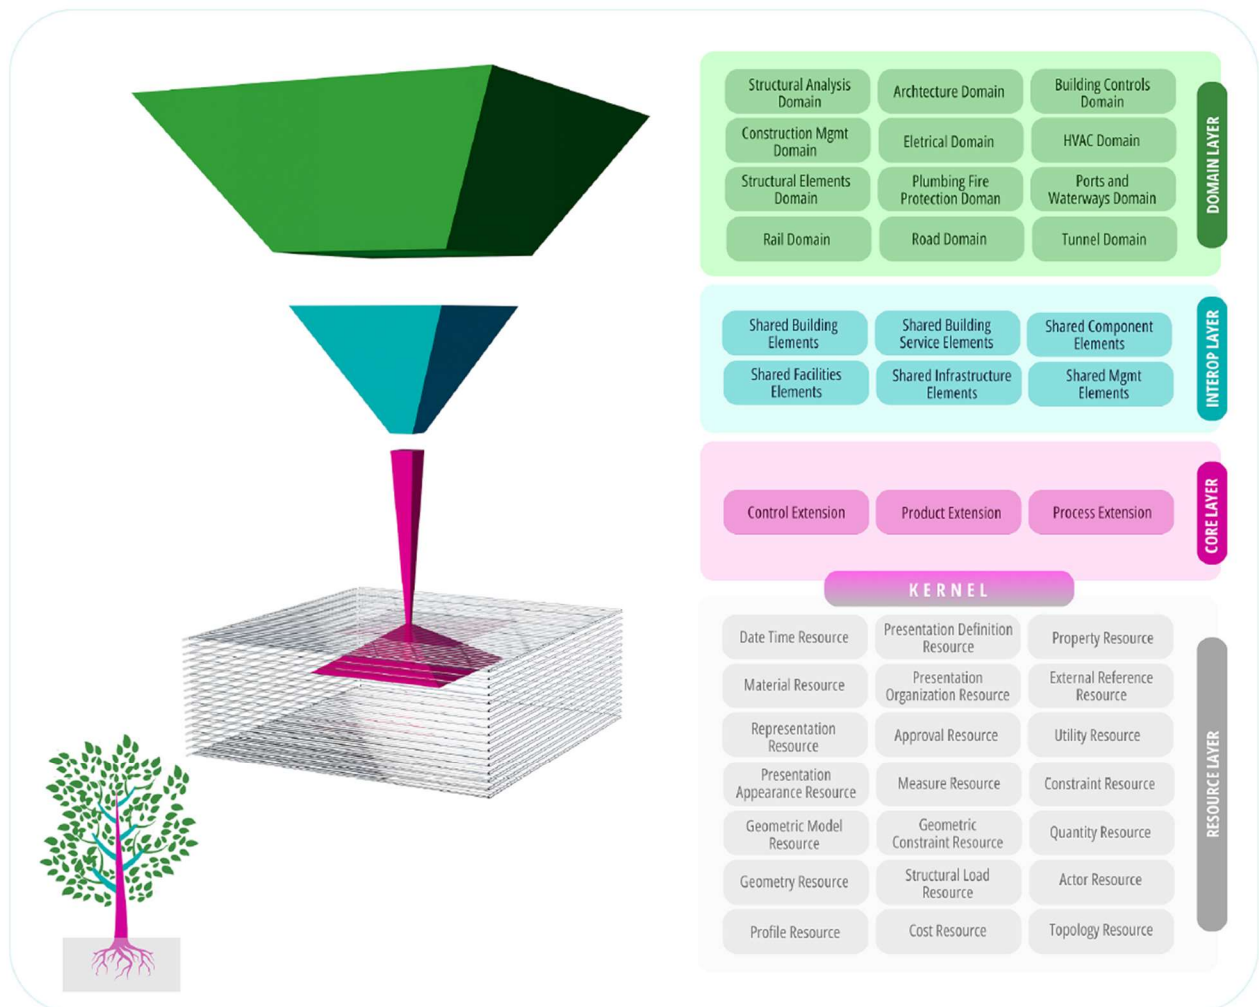 Structural Analysis
Domain
Archtecture Domain
Building Controls
Domain
Construction Mgmt
Domain
Eletrical Domain
HVAC Domain
Structural Elements
Domain
Plumbing Fire
Protection Doman
Ports and
Waterways Domain
Rail Domain
Road Domain
Tunnel Domain
DOMAIN LAYER
Shared Building
Elements
Shared Building
Service Elements
Shared Component
Elements
Shared Facilities
Elements
Shared Infrastructure
Elements
Shared Mgmt
Elements
INTEROP LAYER
Control Extension
Product Extension
Process Extension
CORE LAYER
KERNEL
Date Time Resource
Presentation Definition
Resource
Property Resource
Material Resource
Presentation
Organization Resource
External Reference
Resource
Representation
Resource
Approval Resource
Utility Resource
Presentation
Appearance Resource
Measure Resource
Constraint Resource
Geometric Model
Resource
Geometric
Constraint Resource
Quantity Resource
Geometry Resource
Structural Load
Resource
Actor Resource
Profile Resource
Cost Resource
Topology Resource
RESOURCE LAYER